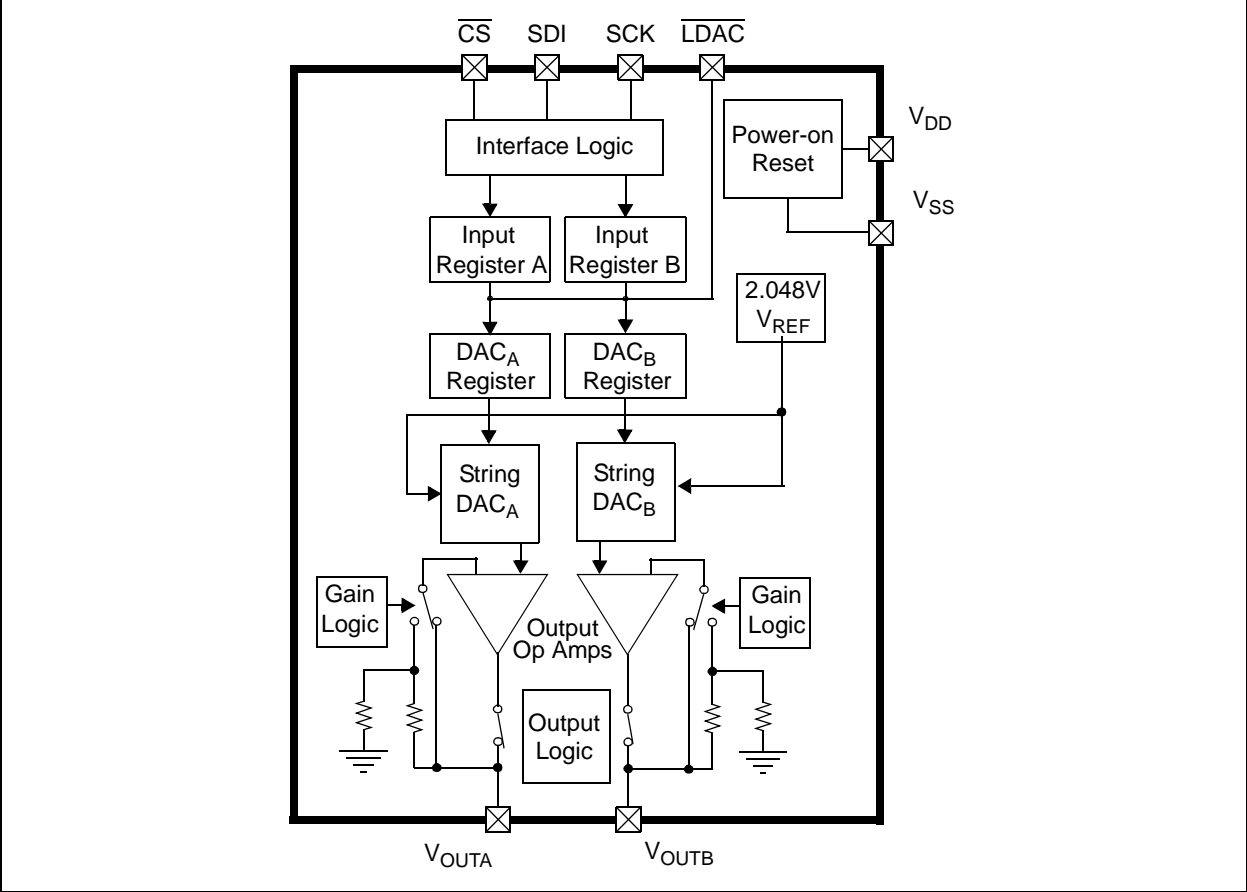 CS SDI SCK LDAC
VDD
Power-on
Reset
Interface Logic
VSS
Input
Register A
Input
Register B
2.048V
VREF
DACA
Register
DACB
Register
String
DACA
String
DACB
Gain
Logic
Gain
Logic
Output
Op Amps
Output
Logic
VOUTA
VOUTB